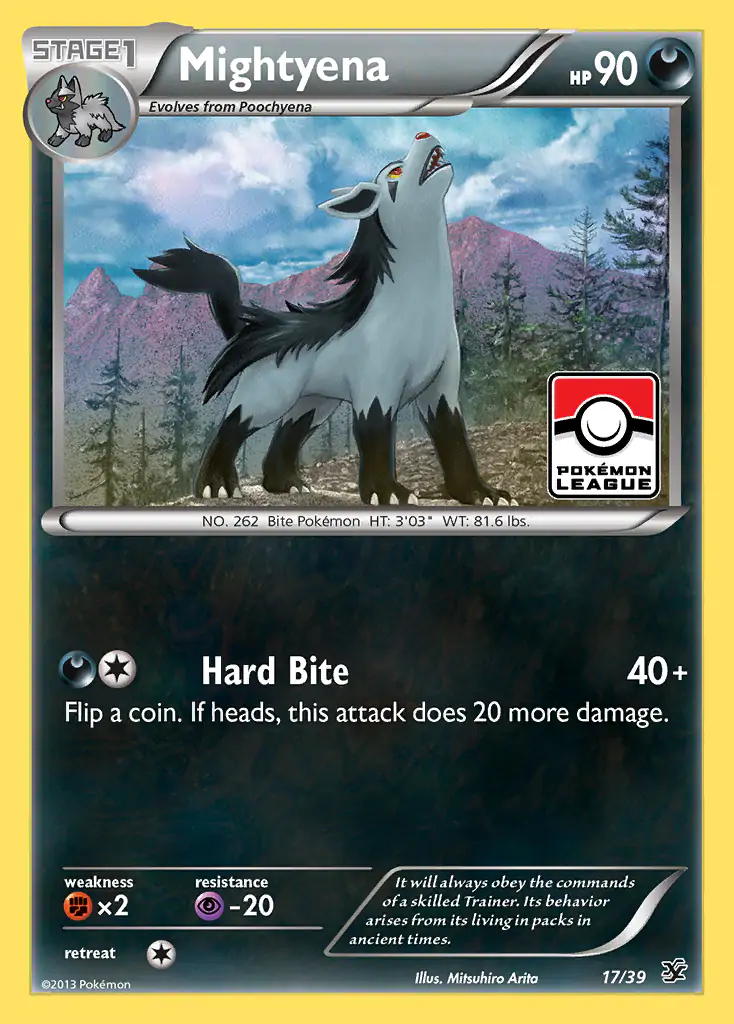 STAGE1
Mightyena
HP 90
Evolves from Poochyena
POKÉMON
LEAGUE
NO. 262 Bite Pokémon HT: 3'03" WT: 81.6 lbs.
Hard Bite 40+
Flip a coin. If heads, this attack does 20 more damage.
weakness resistance
×2 -20
retreat
It will always obey the commands
of a skilled Trainer. Its behavior
arises from its living in packs in
ancient times.
©2013 Pokémon
Illus. Mitsuhiro Arita
17/39